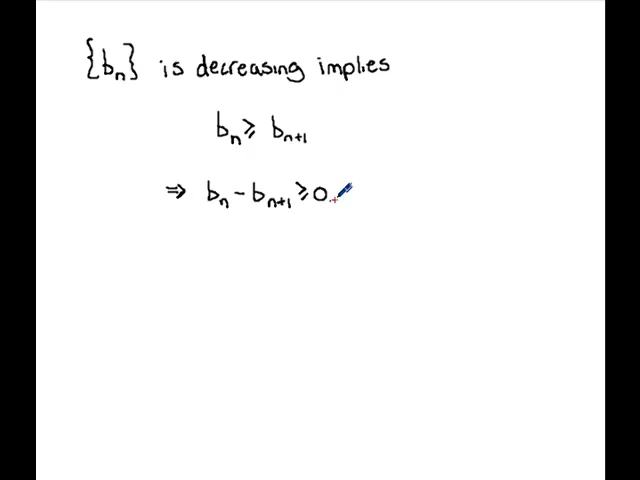 {bₙ} is decreasing implies
bₙ ≥ bₙ₊₁
⇒ bₙ − bₙ₊₁ ≥ 0